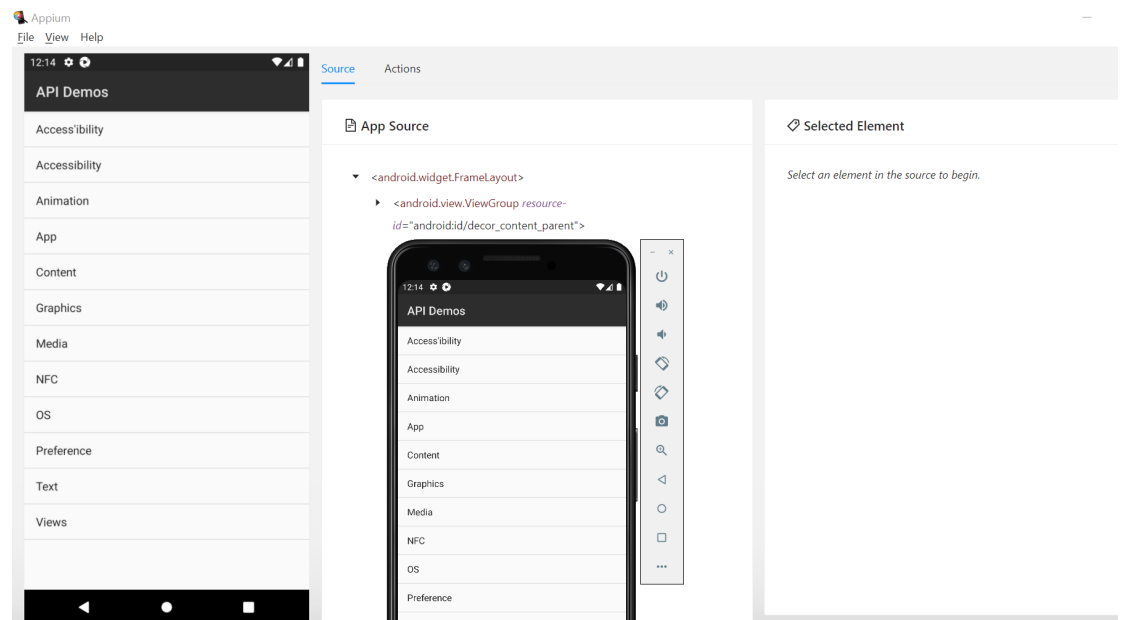 Appium
File View Help
12:14
API Demos
Access'ibility
Accessibility
Animation
App
Content
Graphics
Media
NFC
OS
Preference
Text
Views
Source Actions
App Source
<android.widget.FrameLayout>
<android.view.ViewGroup resource-
id="android:id/decor_content_parent">
12:14
API Demos
Access'ibility
Accessibility
Animation
App
Content
Graphics
Media
NFC
OS
Preference
Selected Element
Select an element in the source to begin.